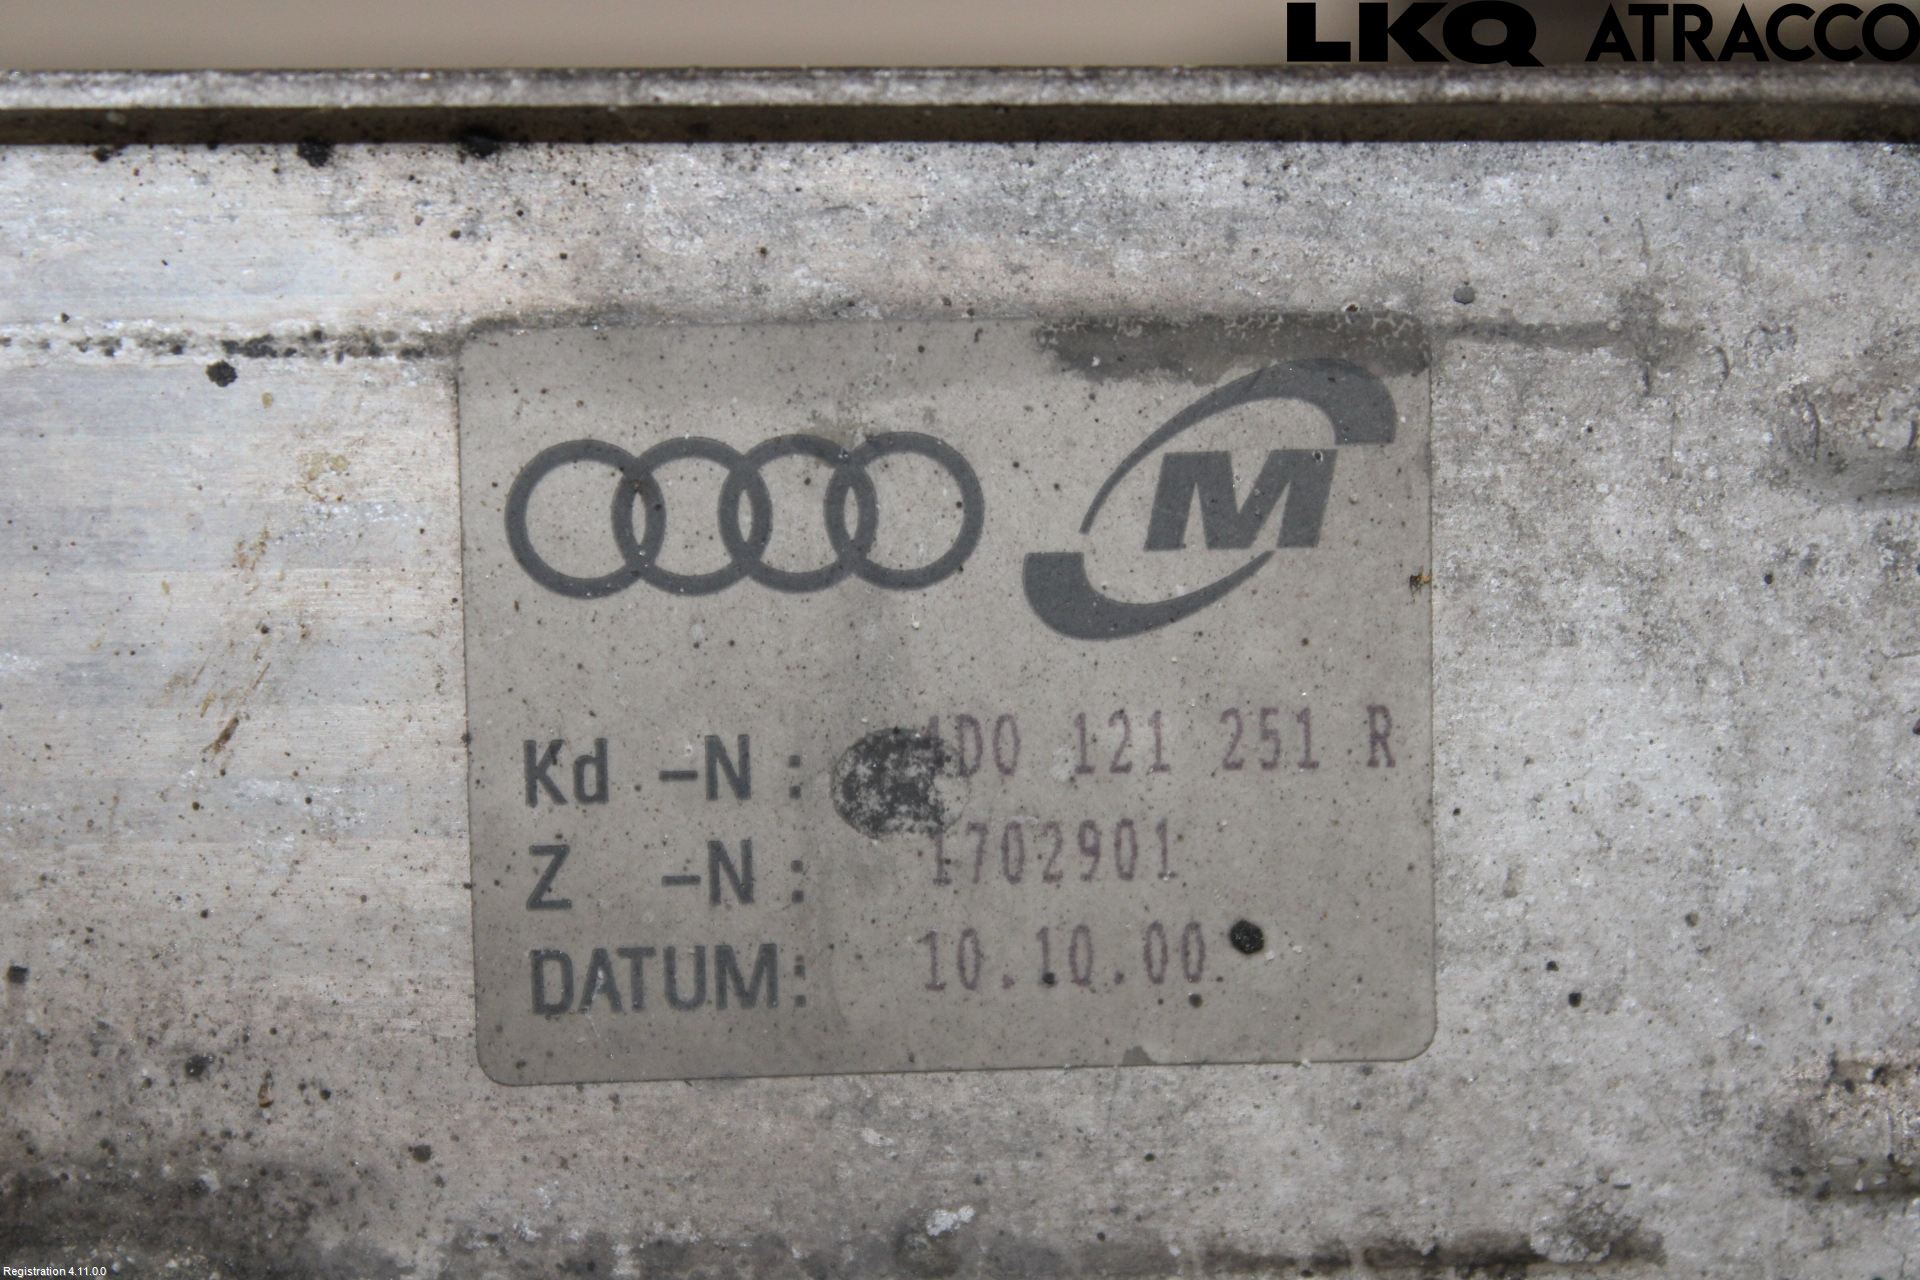 LKQ ATRACCO
M
Kd -N : 4D0 121 251 R
Z -N : 1702901
DATUM: 10.10.00
Registration 4.11.0.0